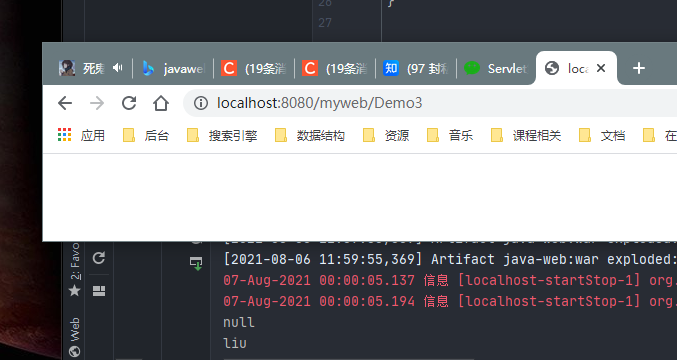 26
}
27
死 javaw (19条消 (19条消 知 (97 封 Servlet loca
localhost:8080/myweb/Demo3
应用 后台 搜索引擎 数据结构 资源 音乐 课程相关 文档 在
[2021-08-06 11:59:55,369] Artifact java-web:war exploded:
07-Aug-2021 00:00:05.137 信息 [localhost-startStop-1] org.
07-Aug-2021 00:00:05.194 信息 [localhost-startStop-1] org.
null
liu
2: Favo
Web